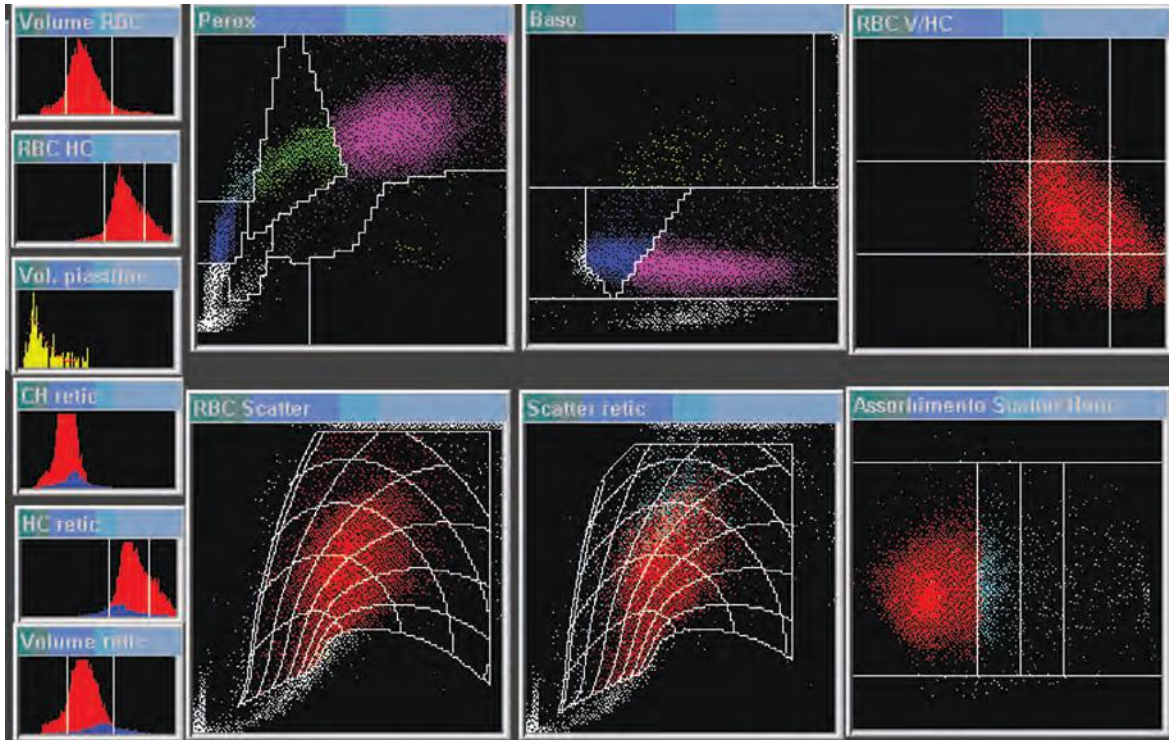 Volume RBC
Perox
Baso
RBC V/HC
RBC HC
Vol. piastrine
CH retic
RBC Scatter
Scatter retic
Assorbimento
HC retic
Volume retic